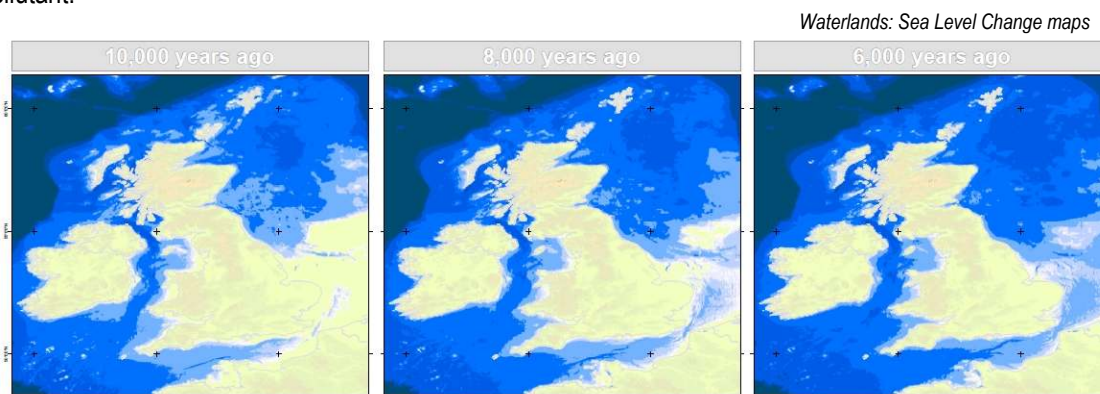 Waterlands: Sea Level Change maps
10,000 years ago
8,000 years ago
6,000 years ago